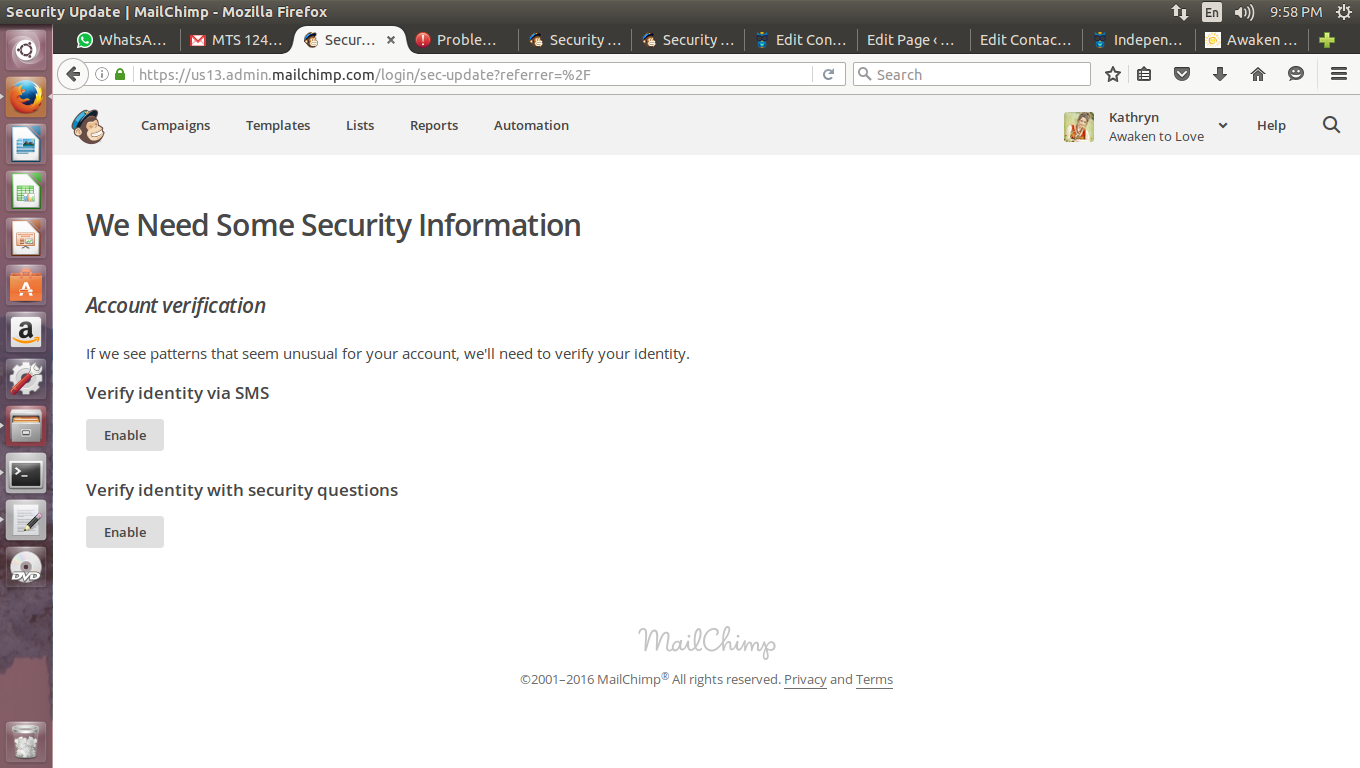 Security Update | MailChimp - Mozilla Firefox
En
9:58 PM
WhatsA...
MTS 124...
Secur...
Proble...
Security ...
Security ...
Edit Con...
Edit Page ‹ ...
Edit Contac...
Indepen...
Awaken ...
https://us13.admin.mailchimp.com/login/sec-update?referrer=%2F
Search
Campaigns
Templates
Lists
Reports
Automation
Kathryn
Awaken to Love
Help
We Need Some Security Information
Account verification
If we see patterns that seem unusual for your account, we'll need to verify your identity.
Verify identity via SMS
Enable
Verify identity with security questions
Enable
MailChimp
©2001–2016 MailChimp® All rights reserved. Privacy and Terms
A
a
>_
DVD